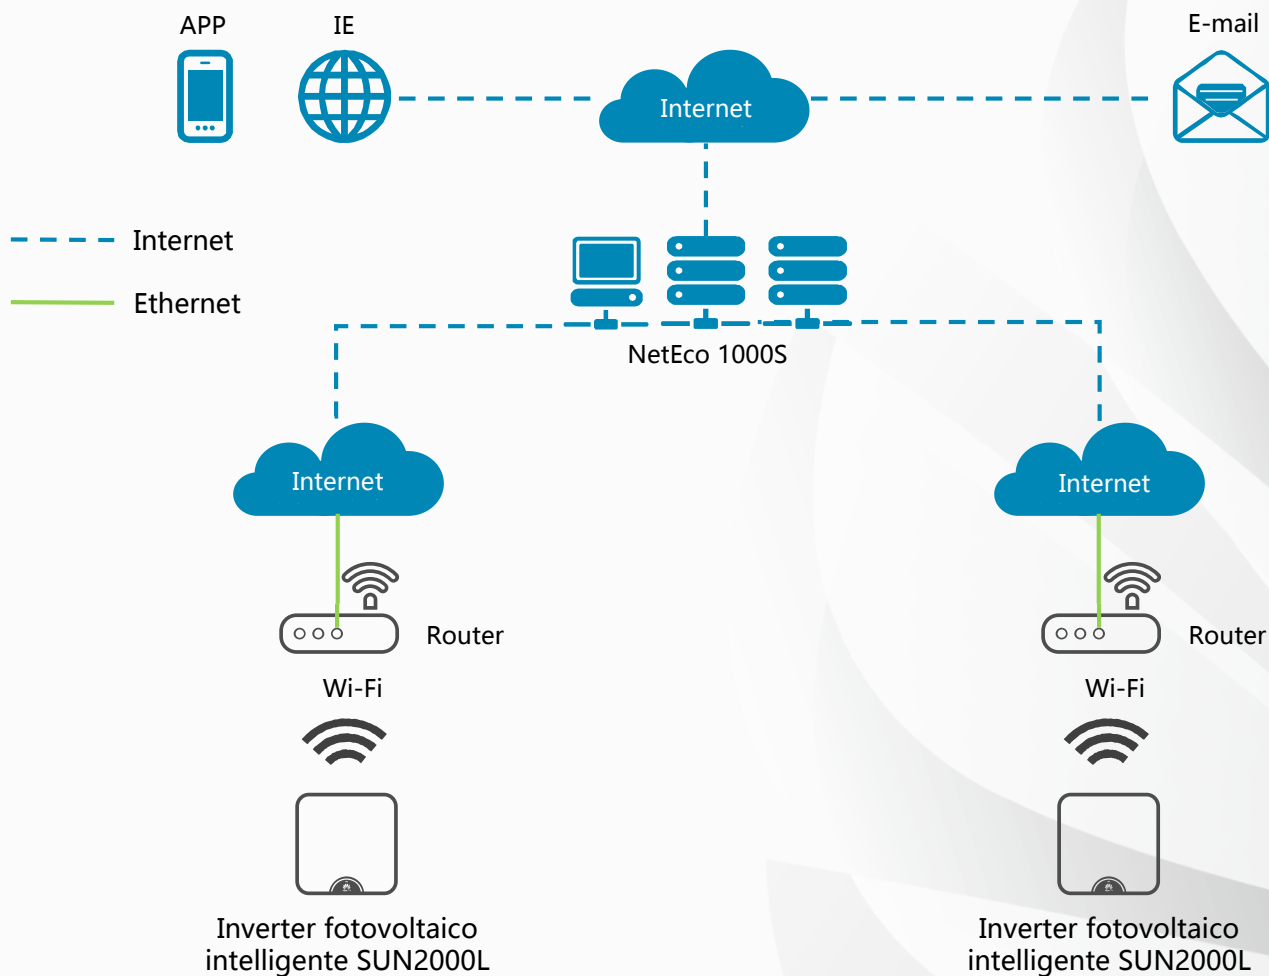 APP
IE
E-mail
Internet
Internet
Ethernet
NetEco 1000S
Internet
Internet
Router
Router
Wi-Fi
Wi-Fi
Inverter fotovoltaico
intelligente SUN2000L
Inverter fotovoltaico
intelligente SUN2000L